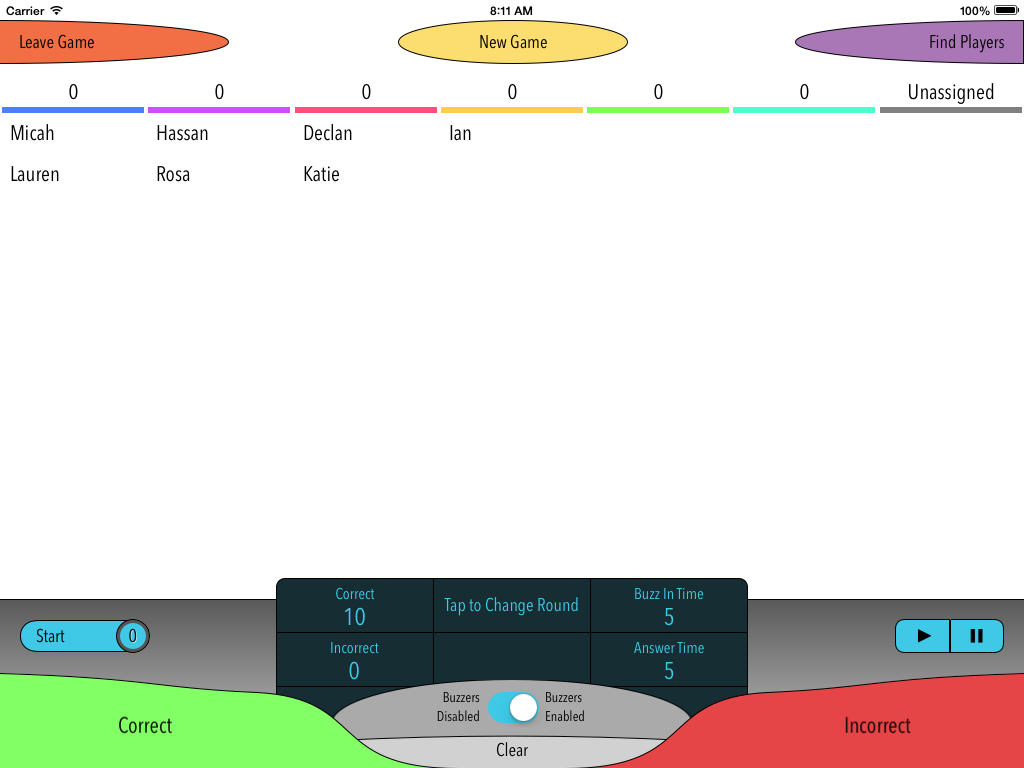 Carrier 8:11 AM 100%
Leave Game New Game Find Players
0 0 0 0 0 0 Unassigned
Micah Hassan Declan Ian
Lauren Rosa Katie
Correct Tap to Change Round Buzz In Time
10 5
Start 0
Incorrect Answer Time
0 5
Buzzers Disabled Buzzers Enabled
Correct Incorrect
Clear